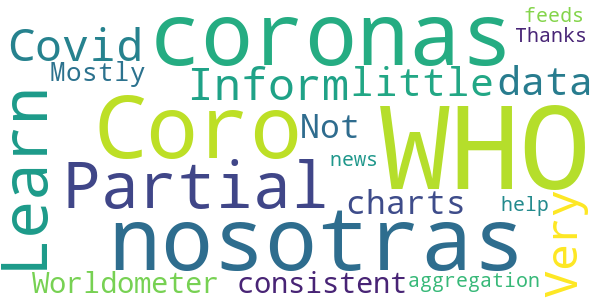 feeds
coronas
Thanks
Covid
Mostly
Inform
little
data
Learn
Coro
Not
WHO
news
Partial
charts
help
Very
nosotras
Worldometer
consistent
aggregation